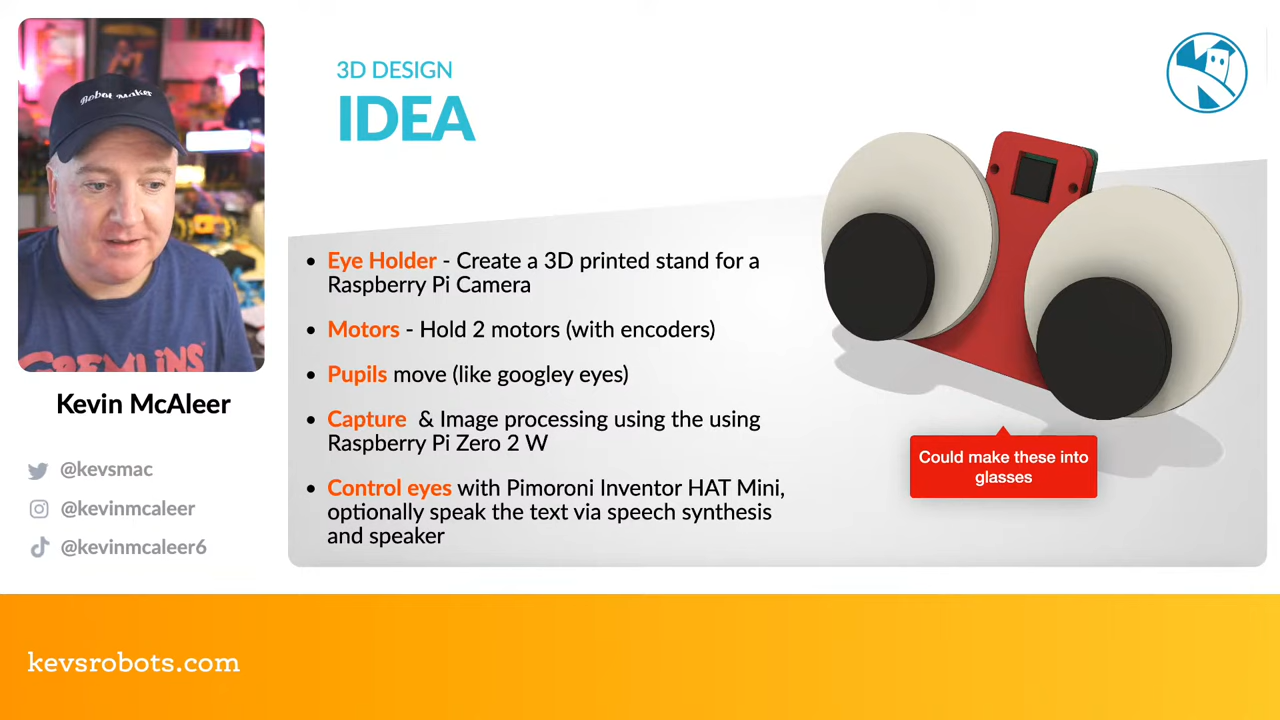 Robot Maker
GREMLINS
Kevin McAleer
@kevsmac
@kevinmcaleer
@kevinmcaleer6
3D DESIGN
IDEA
• Eye Holder - Create a 3D printed stand for a
Raspberry Pi Camera
• Motors - Hold 2 motors (with encoders)
• Pupils move (like googley eyes)
• Capture & Image processing using the using
Raspberry Pi Zero 2 W
• Control eyes with Pimoroni Inventor HAT Mini,
optionally speak the text via speech synthesis
and speaker
Could make these into
glasses
kevsrobots.com